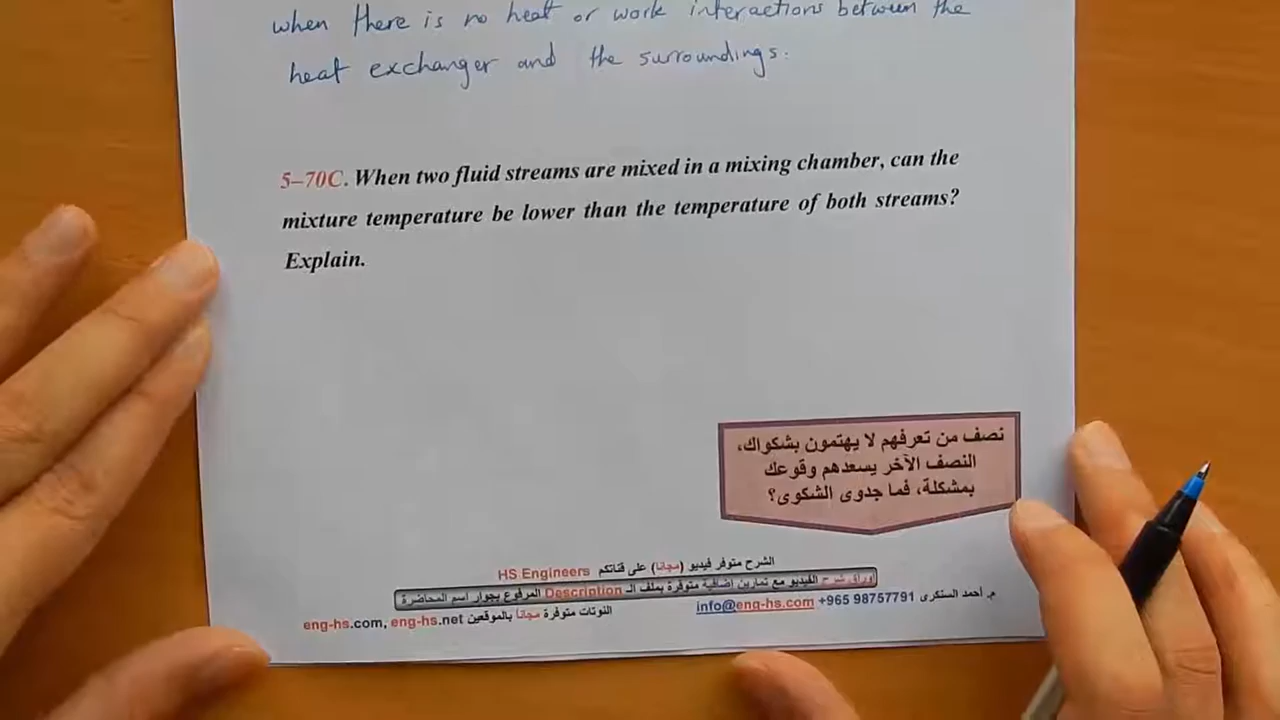 when there is no heat or work interactions between the
heat exchanger and the surroundings.
5–70C. When two fluid streams are mixed in a mixing chamber, can the
mixture temperature be lower than the temperature of both streams?
Explain.
نصف من تعرفهم لا يهتمون بشكواك،
النصف الآخر يسعدهم وقوعك
بمشكلة، فما جدوى الشكوى؟
الشرح متوفر فيديو (مجانا) على قناتكم HS Engineers
أوراق شرح الفيديو مع تمارين إضافية متوفرة بملف الـ Description المرفوع بجوار اسم المحاضرة
النوتات متوفرة مجاناً بالموقعين eng-hs.com, eng-hs.net
م. أحمد السنكري info@eng-hs.com +965 98757791